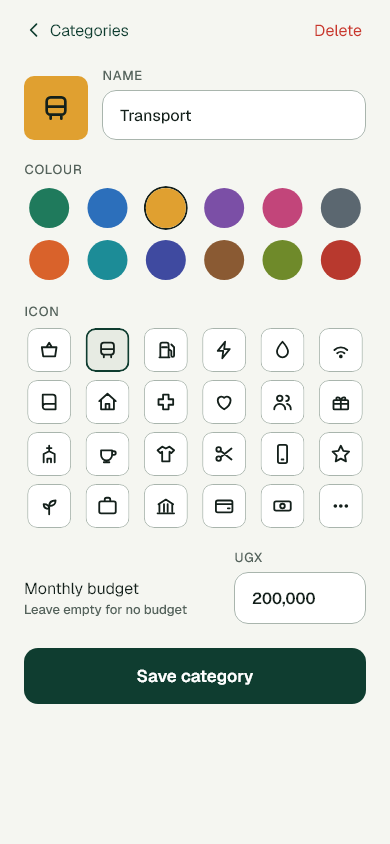 Categories
Delete
NAME
Transport
COLOUR
ICON
UGX
Monthly budget
Leave empty for no budget
200,000
Save category